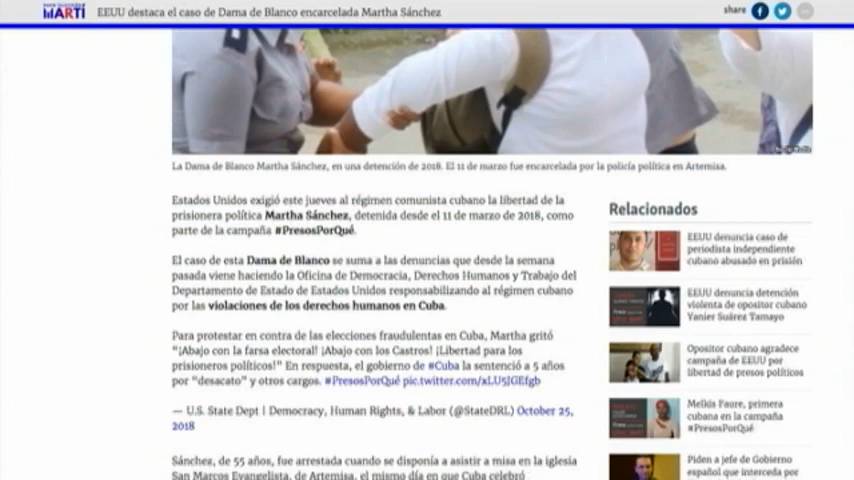 MARTÍ
EEUU destaca el caso de Dama de Blanco encarcelada Martha Sánchez
share
La Dama de Blanco Martha Sánchez, en una detención de 2018. El 11 de marzo fue encarcelada por la policía política en Artemisa.
Estados Unidos exigió este jueves al régimen comunista cubano la libertad de la
prisionera política Martha Sánchez, detenida desde el 11 de marzo de 2018, como
parte de la campaña #PresosPorQué.
El caso de esta Dama de Blanco se suma a las denuncias que desde la semana
pasada viene haciendo la Oficina de Democracia, Derechos Humanos y Trabajo del
Departamento de Estado de Estados Unidos responsabilizando al régimen cubano
por las violaciones de los derechos humanos en Cuba.
Para protestar en contra de las elecciones fraudulentas en Cuba, Martha gritó
"¡Abajo con la farsa electoral! ¡Abajo con los Castros! ¡Libertad para los
prisioneros políticos!" En respuesta, el gobierno de #Cuba la sentenció a 5 años
por "desacato" y otros cargos. #PresosPorQué pic.twitter.com/xLU5JGEfgb
— U.S. State Dept | Democracy, Human Rights, & Labor (@StateDRL) October 25,
2018
Sánchez, de 55 años, fue arrestada cuando se disponía a asistir a misa en la iglesia
San Marcos Evangelista, de Artemisa, el mismo día en que Cuba celebró
Relacionados
EEUU denuncia caso de
periodista independiente
cubano abusado en prisión
EEUU denuncia detención
violenta de opositor cubano
Yanier Suárez Tamayo
Opositor cubano agradece
campaña de EEUU por
libertad de presos políticos
Melkis Faure, primera
cubana en la campaña
#PresosPorQué
Piden a jefe de Gobierno
español que interceda por